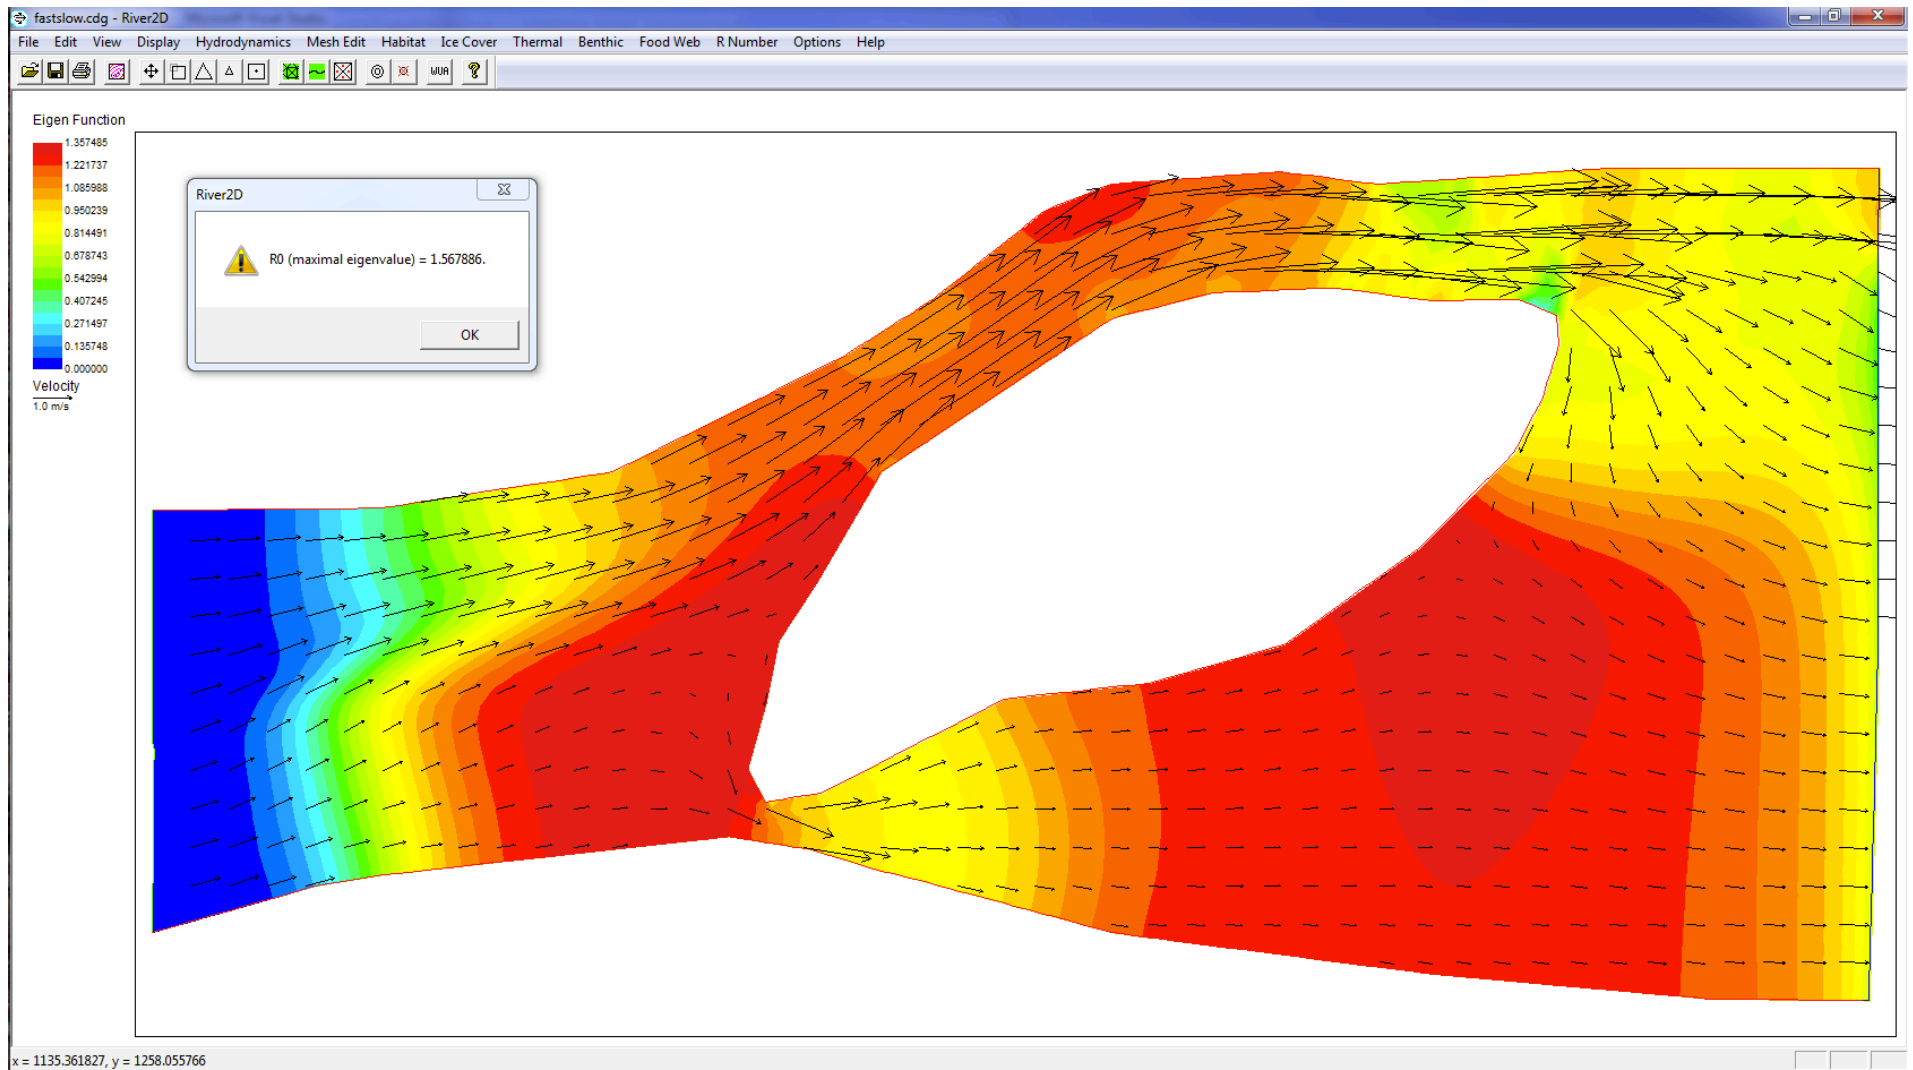 fastslow.cdg - River2D
File Edit View Display Hydrodynamics Mesh Edit Habitat Ice Cover Thermal Benthic Food Web R Number Options Help
WUA
Eigen Function
1.357485
1.221737
1.085988
0.950239
0.814491
0.678743
0.542994
0.407245
0.271497
0.135748
0.000000
Velocity
1.0 m/s
River2D
R0 (maximal eigenvalue) = 1.567886.
OK
x = 1135.361827, y = 1258.055766